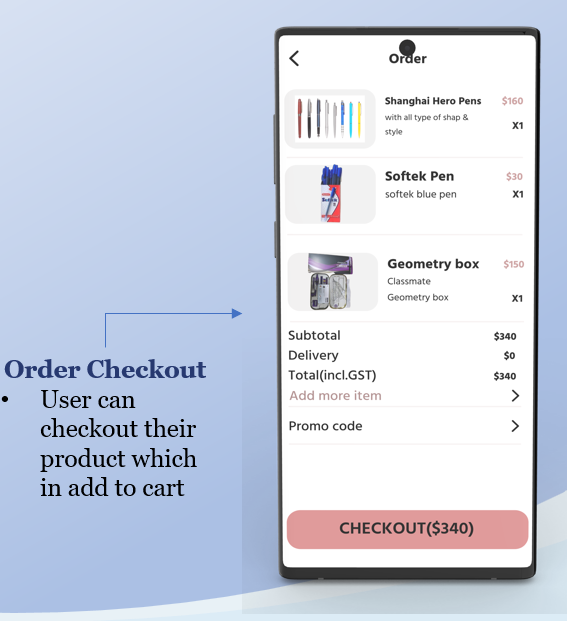 Order
Shanghai Hero Pens $160
with all type of shap &
style
X1
Softek Pen $30
softek blue pen X1
Geometry box $150
Classmate
Geometry box X1
Subtotal $340
Delivery $0
Total(incl.GST) $340
Add more item
Promo code
CHECKOUT($340)
Order Checkout
• User can
checkout their
product which
in add to cart